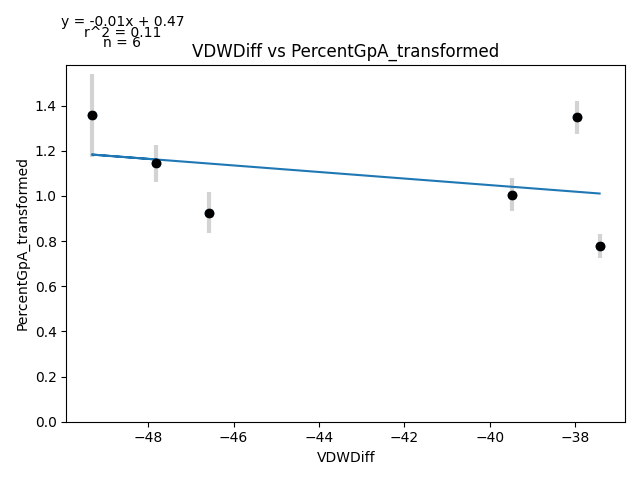 y = -0.01x + 0.47
r^2 = 0.11
n = 6
VDWDiff vs PercentGpA_transformed
PercentGpA_transformed
1.4
1.2
1.0
0.8
0.6
0.4
0.2
0.0
−48
−46
−44
−42
−40
−38
VDWDiff